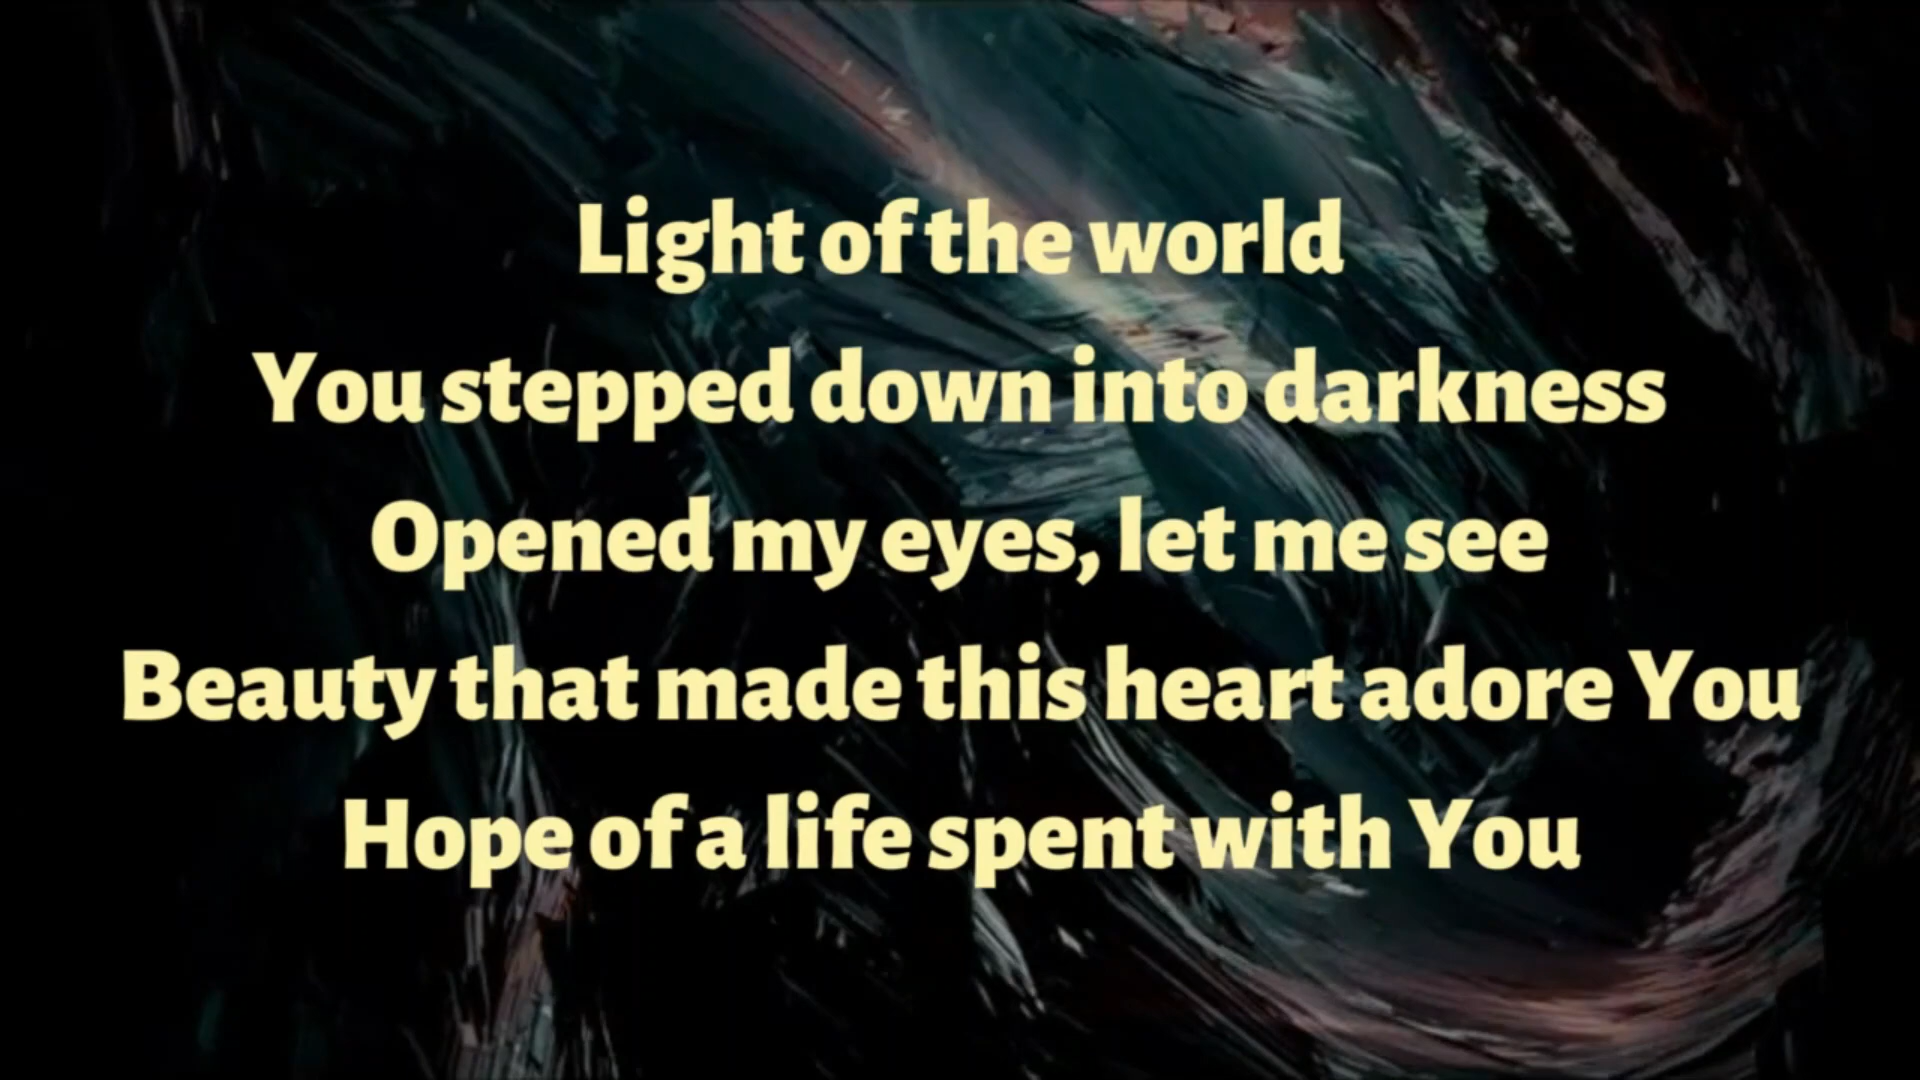 Light of the world
You stepped down into darkness
Opened my eyes, let me see
Beauty that made this heart adore You
Hope of a life spent with You